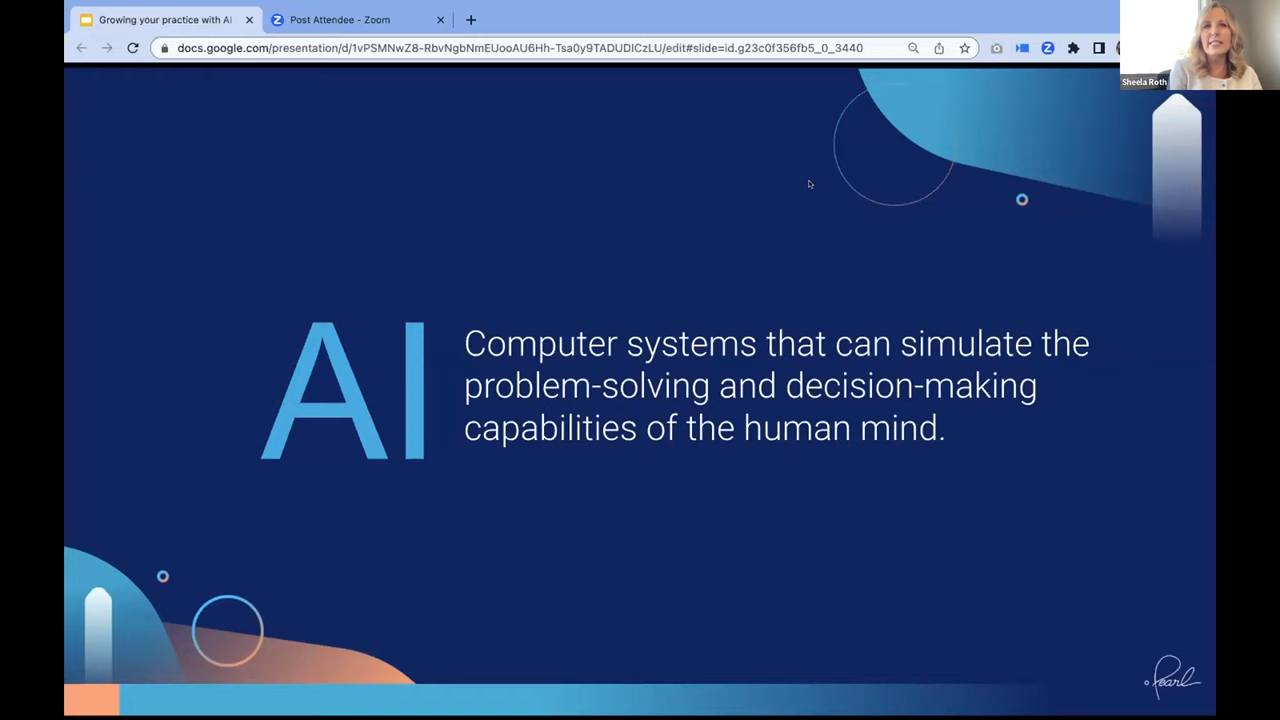 Growing your practice with AI
Post Attendee - Zoom
docs.google.com/presentation/d/1vPSMNwZ8-RbvNgbNmEUooAU6Hh-Tsa0y9TADUDICzLU/edit#slide=id.g23c0f356fb5_0_3440
Sheela Roth
AI
Computer systems that can simulate the
problem-solving and decision-making
capabilities of the human mind.
Pearl